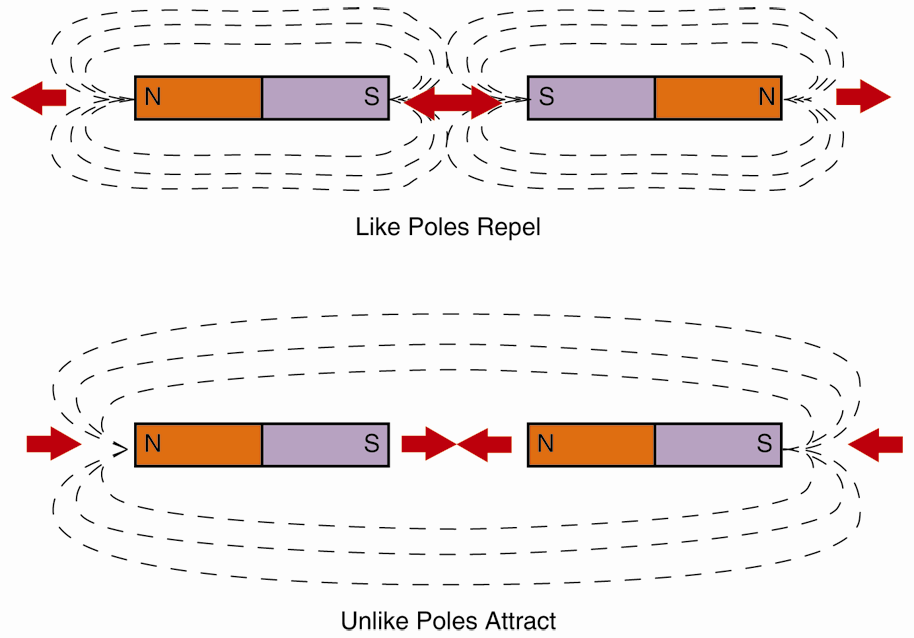 N S S N
Like Poles Repel
N S N S
Unlike Poles Attract